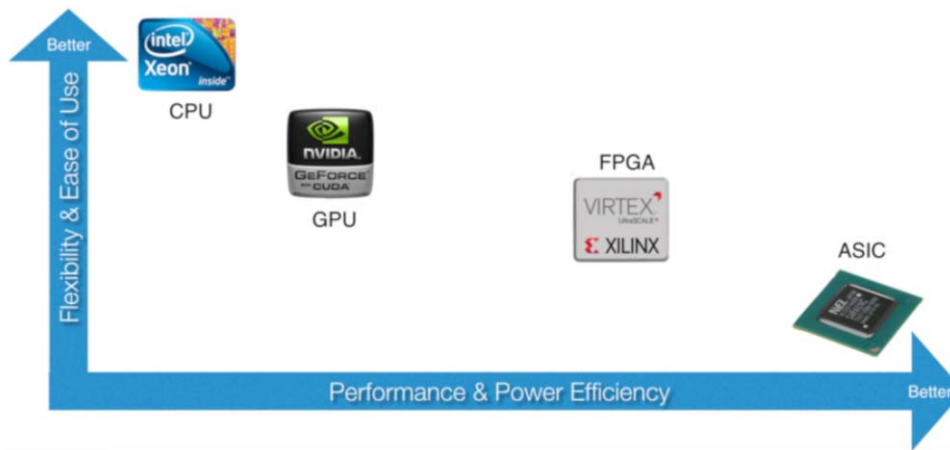 Better
Flexibility & Ease of Use
intel
Xeon
inside™
CPU
NVIDIA.
GEFORCE
CUDA
GPU
FPGA
VIRTEX
UltraSCALE+
XILINX
ASIC
Performance & Power Efficiency
Better